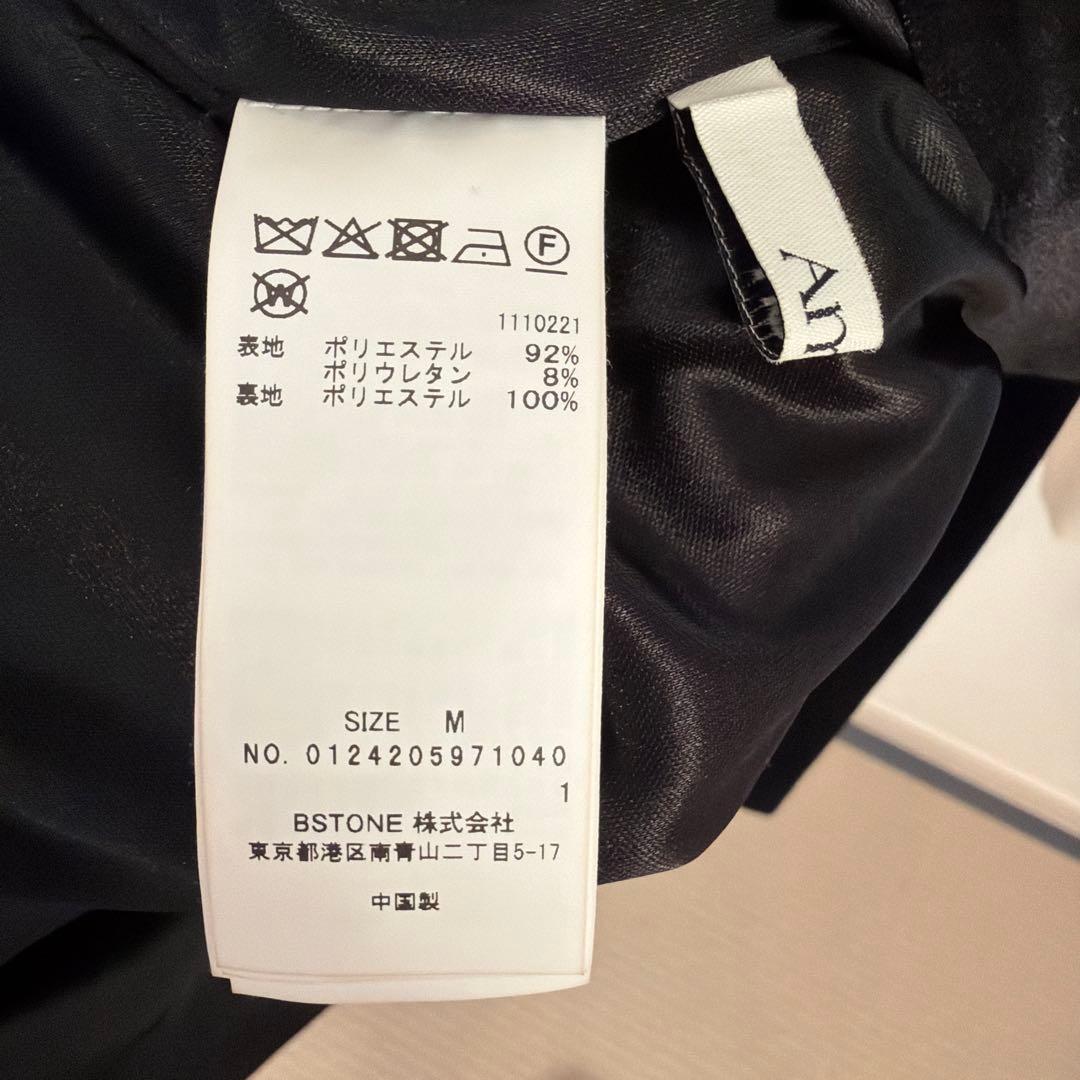 F
W
1110221
表地 ポリエステル 92%
ポリウレタン 8%
裏地 ポリエステル 100%
SIZE M
NO. 0124205971040
1
BSTONE 株式会社
東京都港区南青山二丁目5-17
中国製
Am